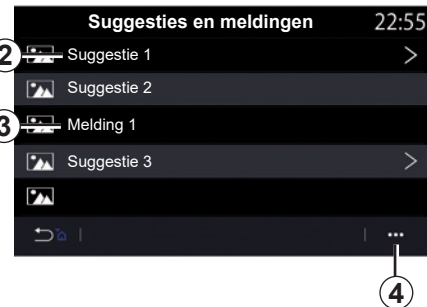 Suggesties en meldingen 22:55
2 Suggestie 1 >
Suggestie 2
3 Melding 1
Suggestie 3 >
...
4